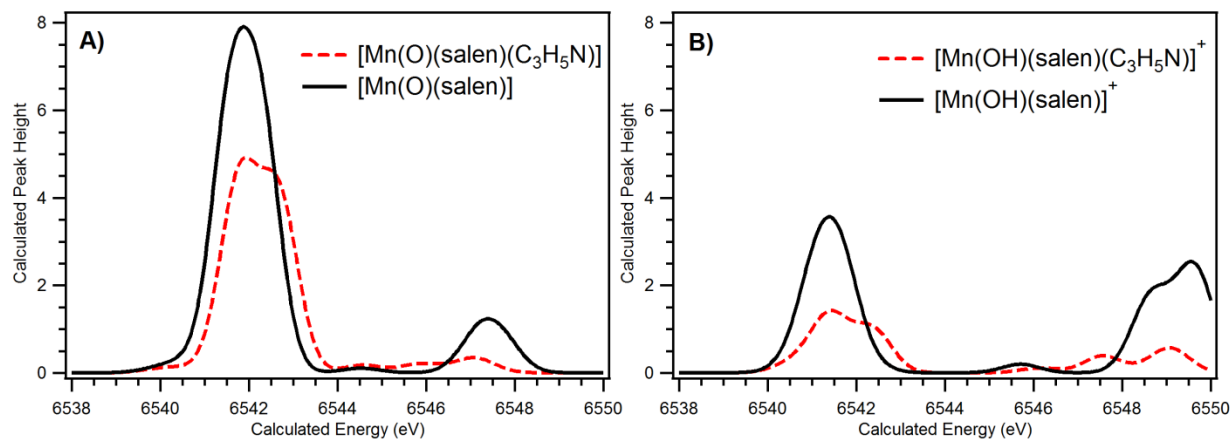 A)
[Mn(O)(salen)(C₃H₅N)]
[Mn(O)(salen)]
Calculated Peak Height
8
6
4
2
0
6538 6540 6542 6544 6546 6548 6550
Calculated Energy (eV)
B)
[Mn(OH)(salen)(C₃H₅N)]⁺
[Mn(OH)(salen)]⁺
Calculated Peak Height
8
6
4
2
0
6538 6540 6542 6544 6546 6548 6550
Calculated Energy (eV)